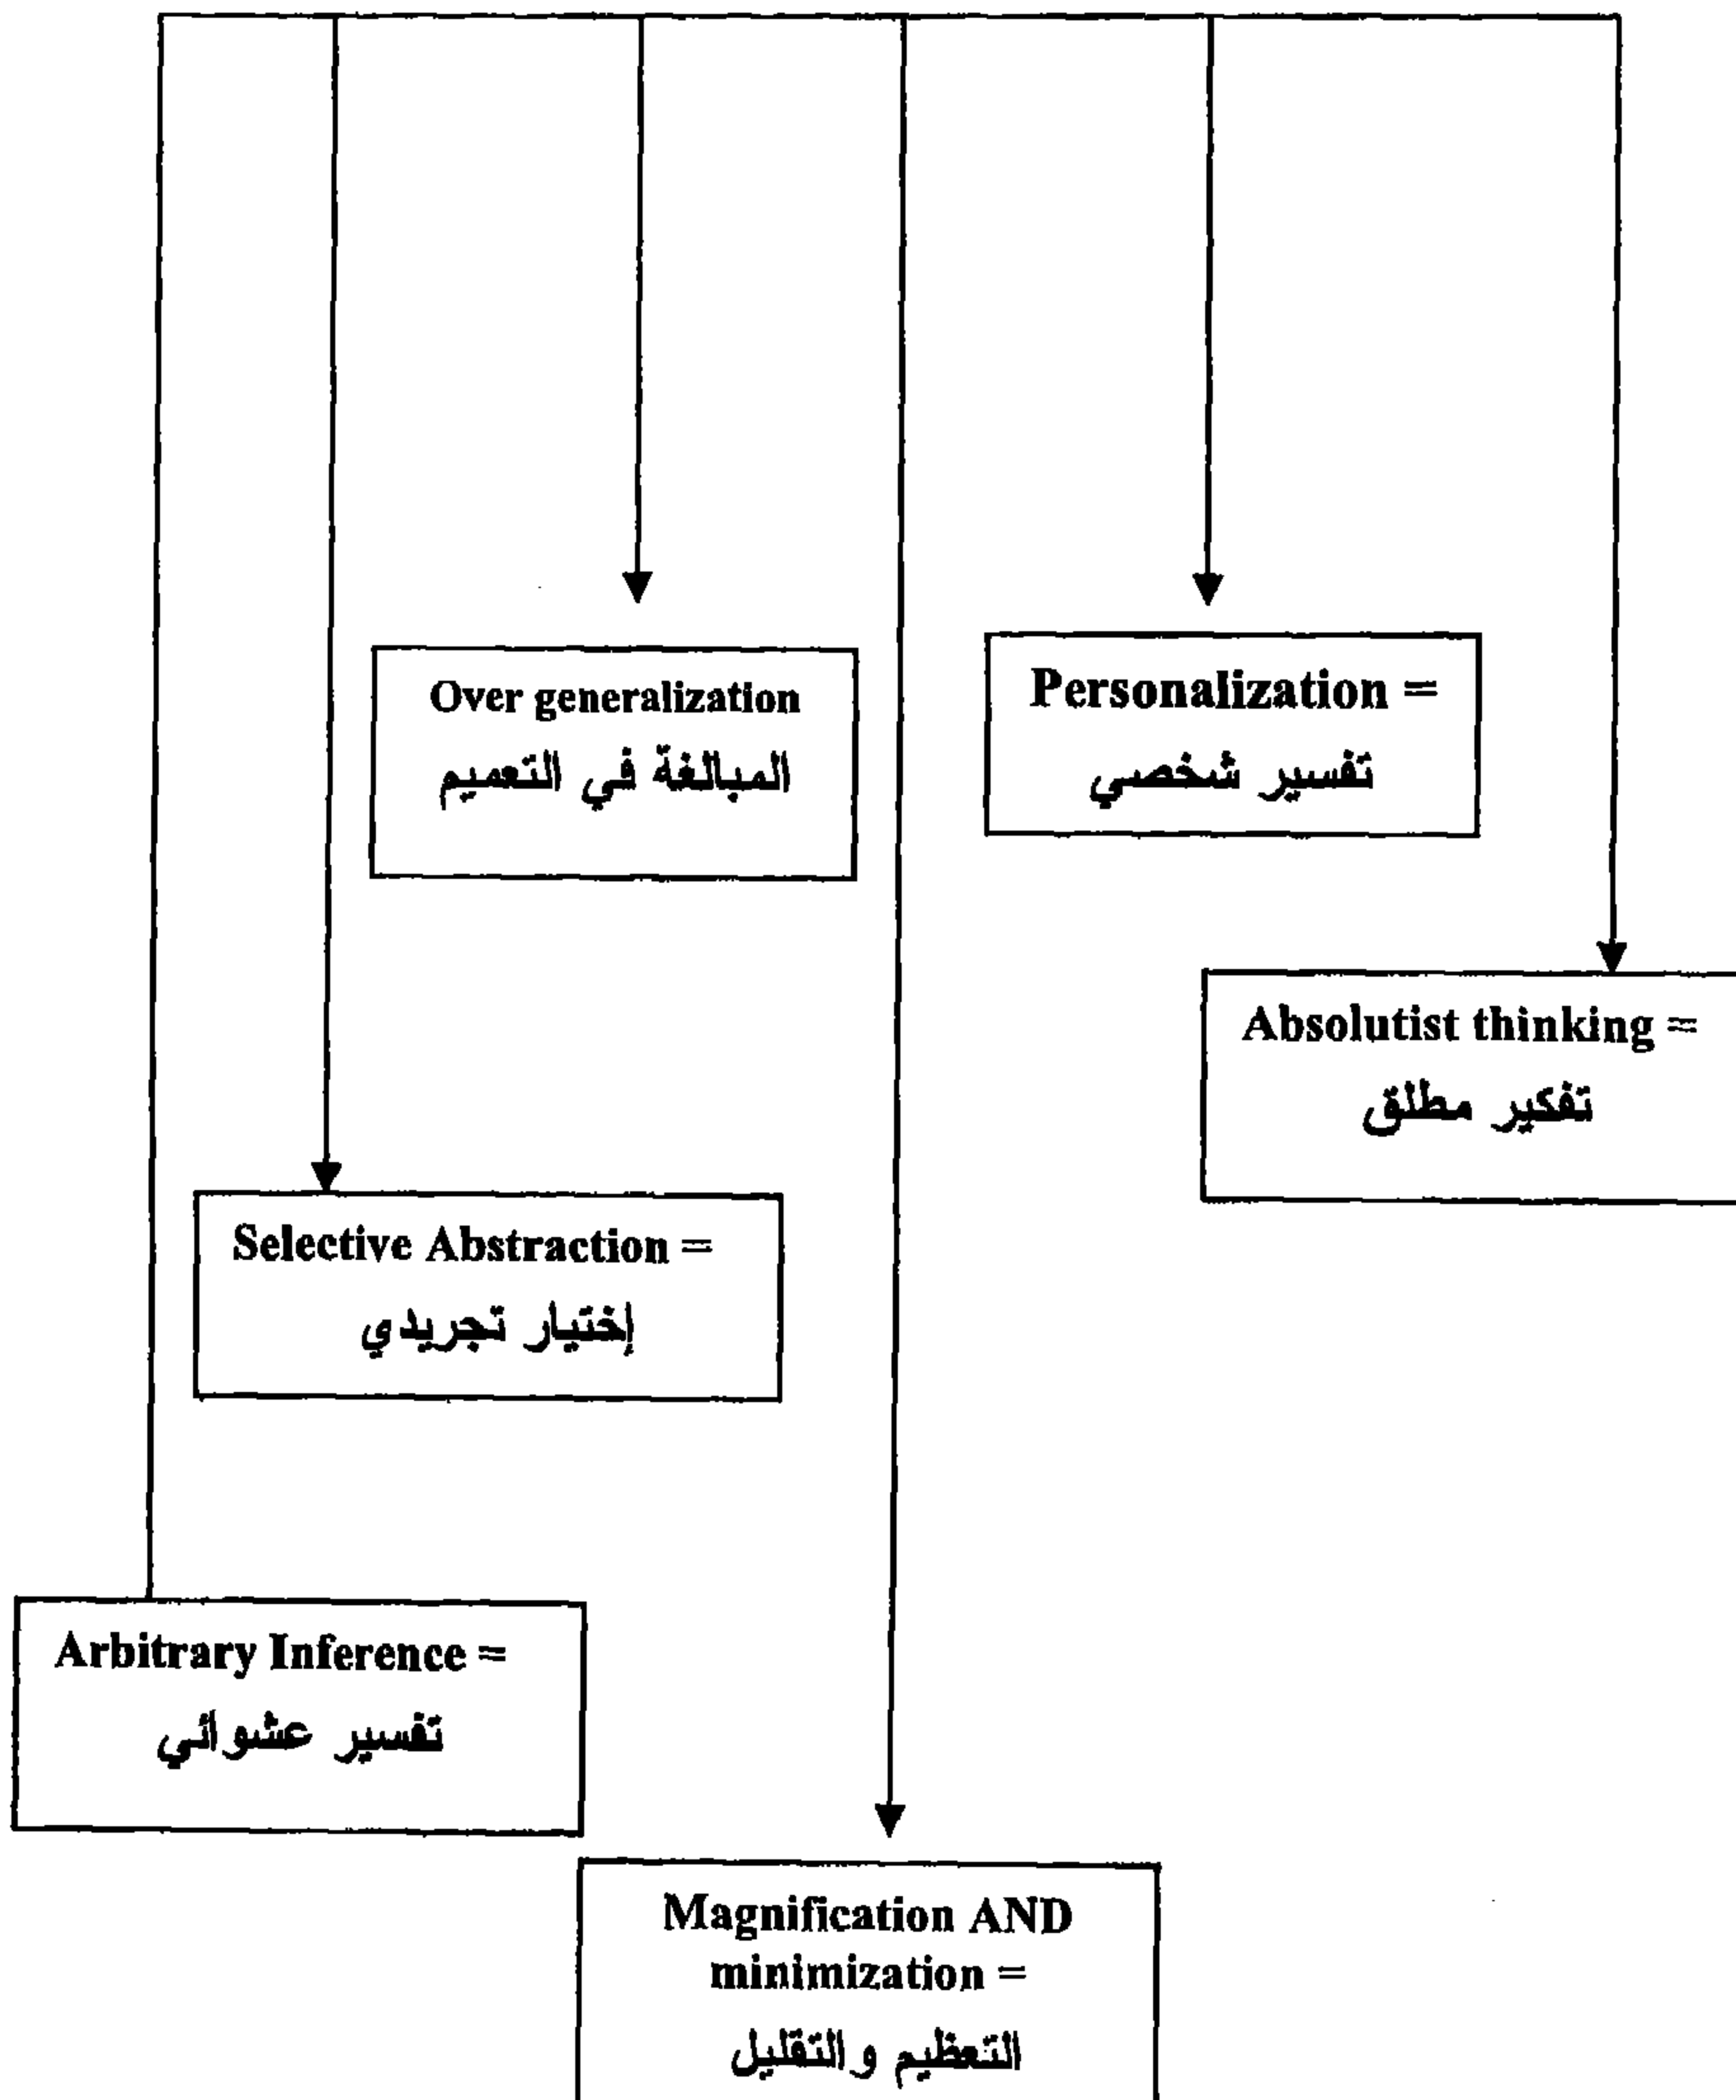 Over generalization
المبالغة في التعميم
Personalization =
تفسير شخصي
Absolutist thinking =
تفكير مطلق
Selective Abstraction =
إختيار تجريدي
Arbitrary Inference =
تفسير عشوائي
Magnification AND
minimization =
التعظيم والتقليل